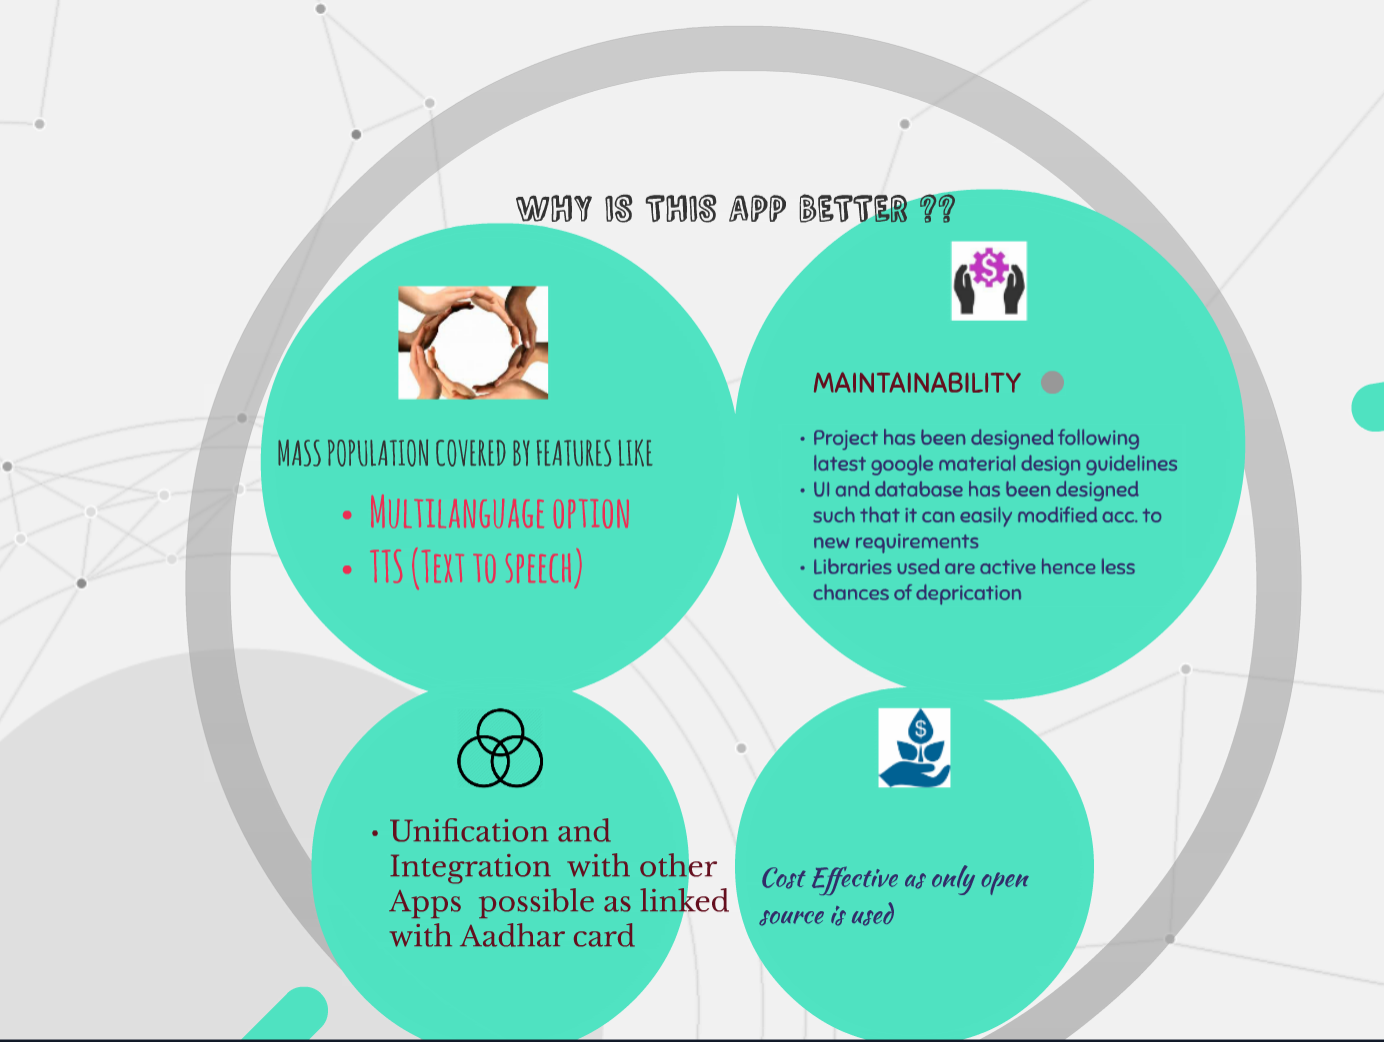 WHY IS THIS APP BETTER ??
MASS POPULATION COVERED BY FEATURES LIKE
• MULTILANGUAGE OPTION
• TTS (TEXT TO SPEECH)
$
MAINTAINABILITY
• Project has been designed following
latest google material design guidelines
• UI and database has been designed
such that it can easily modified acc. to
new requirements
• Libraries used are active hence less
chances of deprication
• Unification and
Integration with other
Apps possible as linked
with Aadhar card
$
Cost Effective as only open
source is used